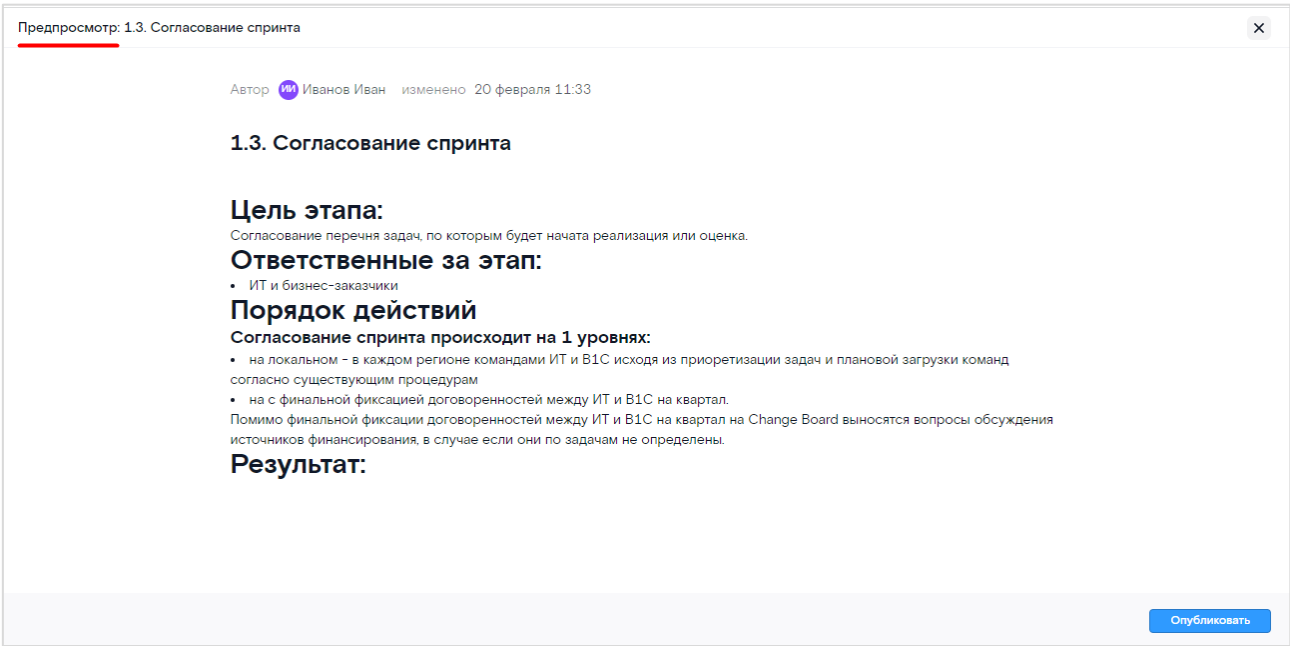 Предпросмотр: 1.3. Согласование спринта
Автор ИИ Иванов Иван изменено 20 февраля 11:33
1.3. Согласование спринта
Цель этапа:
Согласование перечня задач, по которым будет начата реализация или оценка.
Ответственные за этап:
• ИТ и бизнес-заказчики
Порядок действий
Согласование спринта происходит на 1 уровнях:
• на локальном - в каждом регионе командами ИТ и В1С исходя из приоретизации задач и плановой загрузки команд
согласно существующим процедурам
• на с финальной фиксацией договоренностей между ИТ и В1С на квартал.
Помимо финальной фиксации договоренностей между ИТ и В1С на квартал на Change Board выносятся вопросы обсуждения
источников финансирования, в случае если они по задачам не определены.
Результат:
Опубликовать